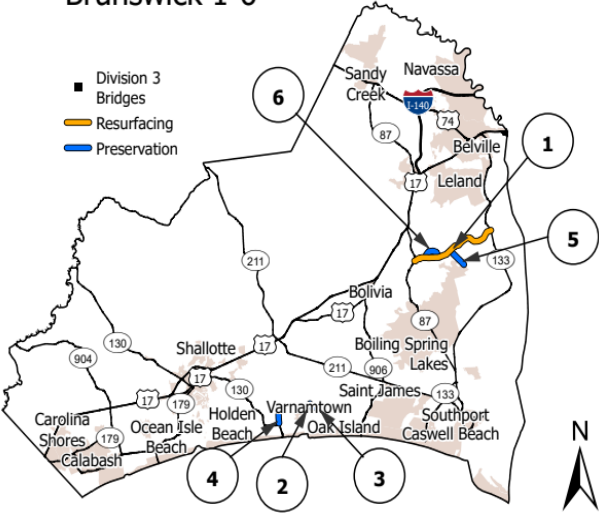 Brunswick 1-6
Division 3
Bridges
Resurfacing
Preservation
Sandy
Creek
Navassa
I-140
74
87
Belville
17
Leland
6
1
5
133
211
Bolivia
17
87
130
904
Shallotte
17
Boiling Spring
Lakes
211
906
17
130
Saint James
133
17
179
Holden
Beach
Varnamtown
Oak Island
Southport
Caswell Beach
Carolina
Shores
179
Ocean Isle
Beach
Calabash
4
2
3
N